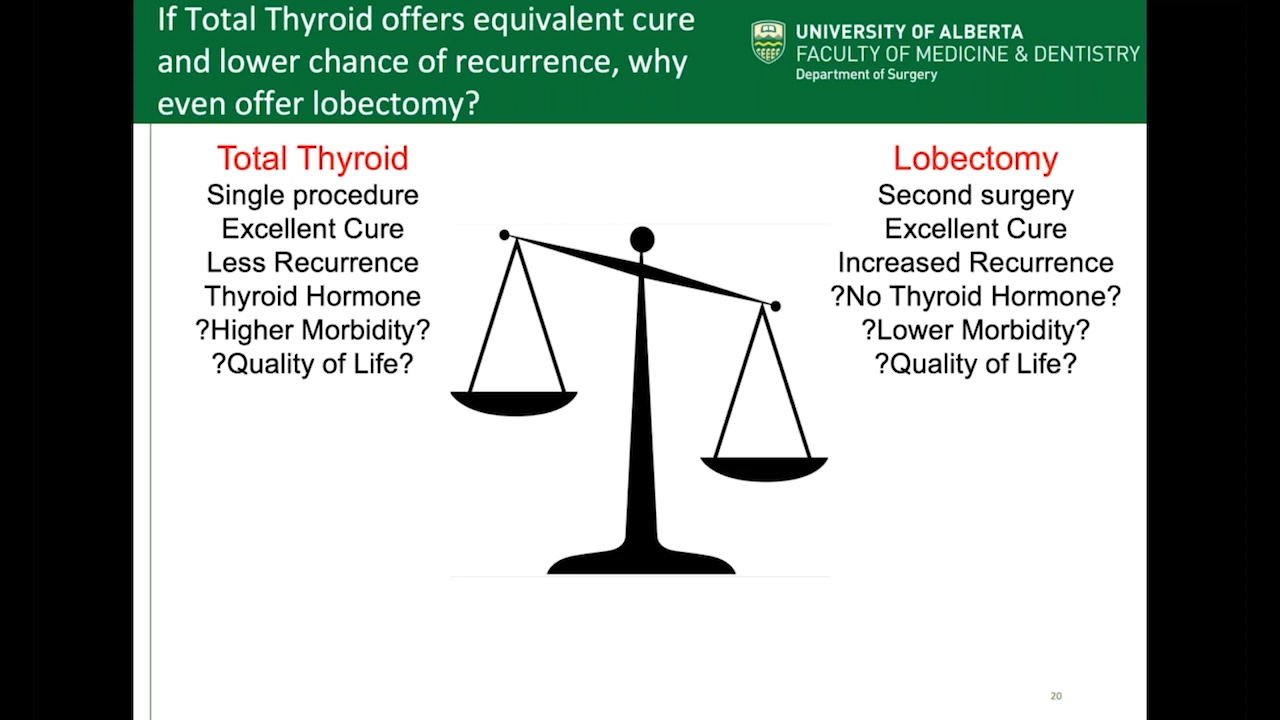 If Total Thyroid offers equivalent cure
and lower chance of recurrence, why
even offer lobectomy?
UNIVERSITY OF ALBERTA
FACULTY OF MEDICINE & DENTISTRY
Department of Surgery
Total Thyroid
Single procedure
Excellent Cure
Less Recurrence
Thyroid Hormone
?Higher Morbidity?
?Quality of Life?
Lobectomy
Second surgery
Excellent Cure
Increased Recurrence
?No Thyroid Hormone?
?Lower Morbidity?
?Quality of Life?
20